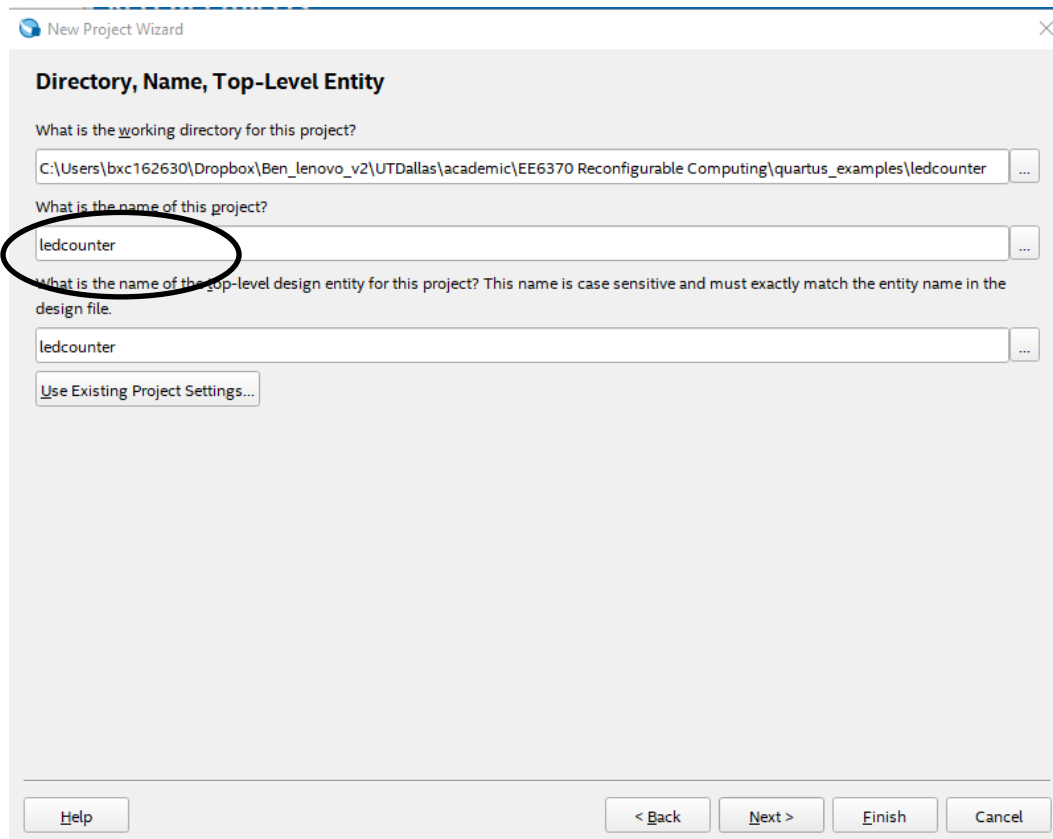 New Project Wizard
Directory, Name, Top-Level Entity
What is the working directory for this project?
C:\Users\bxc162630\Dropbox\Ben_lenovo_v2\UTDallas\academic\EE6370 Reconfigurable Computing\quartus_examples\ledcounter
...
What is the name of this project?
ledcounter
...
What is the name of the top-level design entity for this project? This name is case sensitive and must exactly match the entity name in the
design file.
ledcounter
...
Use Existing Project Settings...
Help
< Back
Next >
Finish
Cancel